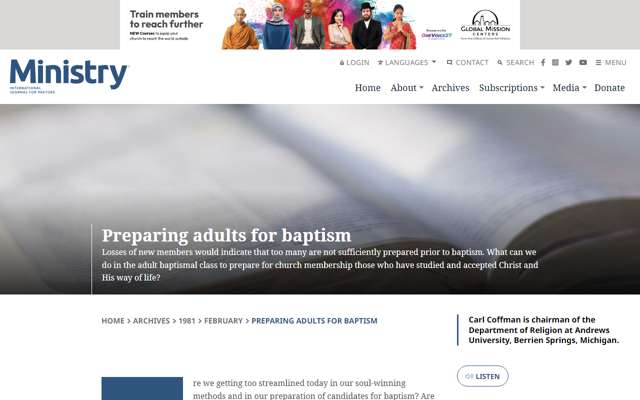 Train members
to reach further
NEW Courses to equip your
church to reach the world outside
GLOBAL MISSION
CENTERS
Ministry
INTERNATIONAL
JOURNAL FOR PASTORS
LOGIN LANGUAGES CONTACT SEARCH MENU
Home About Archives Subscriptions Media Donate
Preparing adults for baptism
Losses of new members would indicate that too many are not sufficiently prepared prior to baptism. What can we
do in the adult baptismal class to prepare for church membership those who have studied and accepted Christ and
His way of life?
HOME > ARCHIVES > 1981 > FEBRUARY > PREPARING ADULTS FOR BAPTISM
Carl Coffman is chairman of the
Department of Religion at Andrews
University, Berrien Springs, Michigan.
OR LISTEN
re we getting too streamlined today in our soul-winning
methods and in our preparation of candidates for baptism? Are